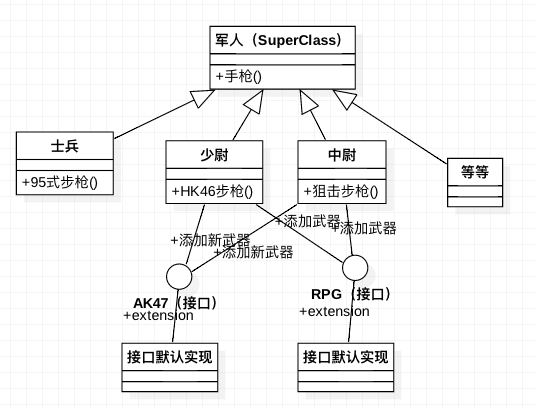 军人（SuperClass）
+手枪()
士兵
+95式步枪()
少尉
+HK46步枪()
中尉
+狙击步枪()
等等
+添加武器
+添加武器
+添加新武器
+添加新武器
AK47（接口）
+extension
RPG（接口）
+extension
接口默认实现
接口默认实现